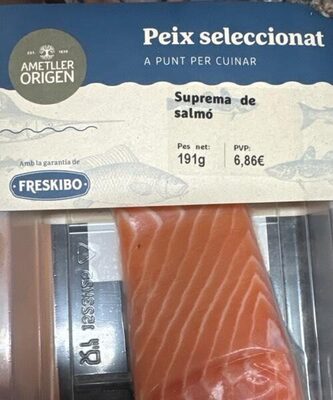 Peix seleccionat
A PUNT PER CUINAR
EST. 1830
AMETLLER
ORIGEN
Suprema de
salmó
Pes net: PVP:
191g 6,86€
Amb la garantia de
FRESKIBO